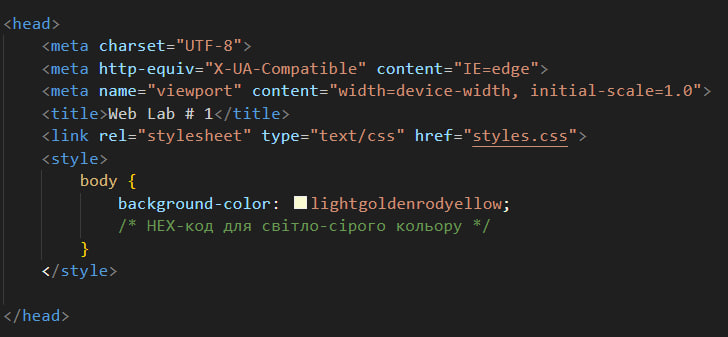 <head>
<meta charset="UTF-8">
<meta http-equiv="X-UA-Compatible" content="IE=edge">
<meta name="viewport" content="width=device-width, initial-scale=1.0">
<title>Web Lab # 1</title>
<link rel="stylesheet" type="text/css" href="styles.css">
<style>
body {
background-color: lightgoldenrodyellow;
/* HEX-код для світло-сірого кольору */
}
</style>
</head>